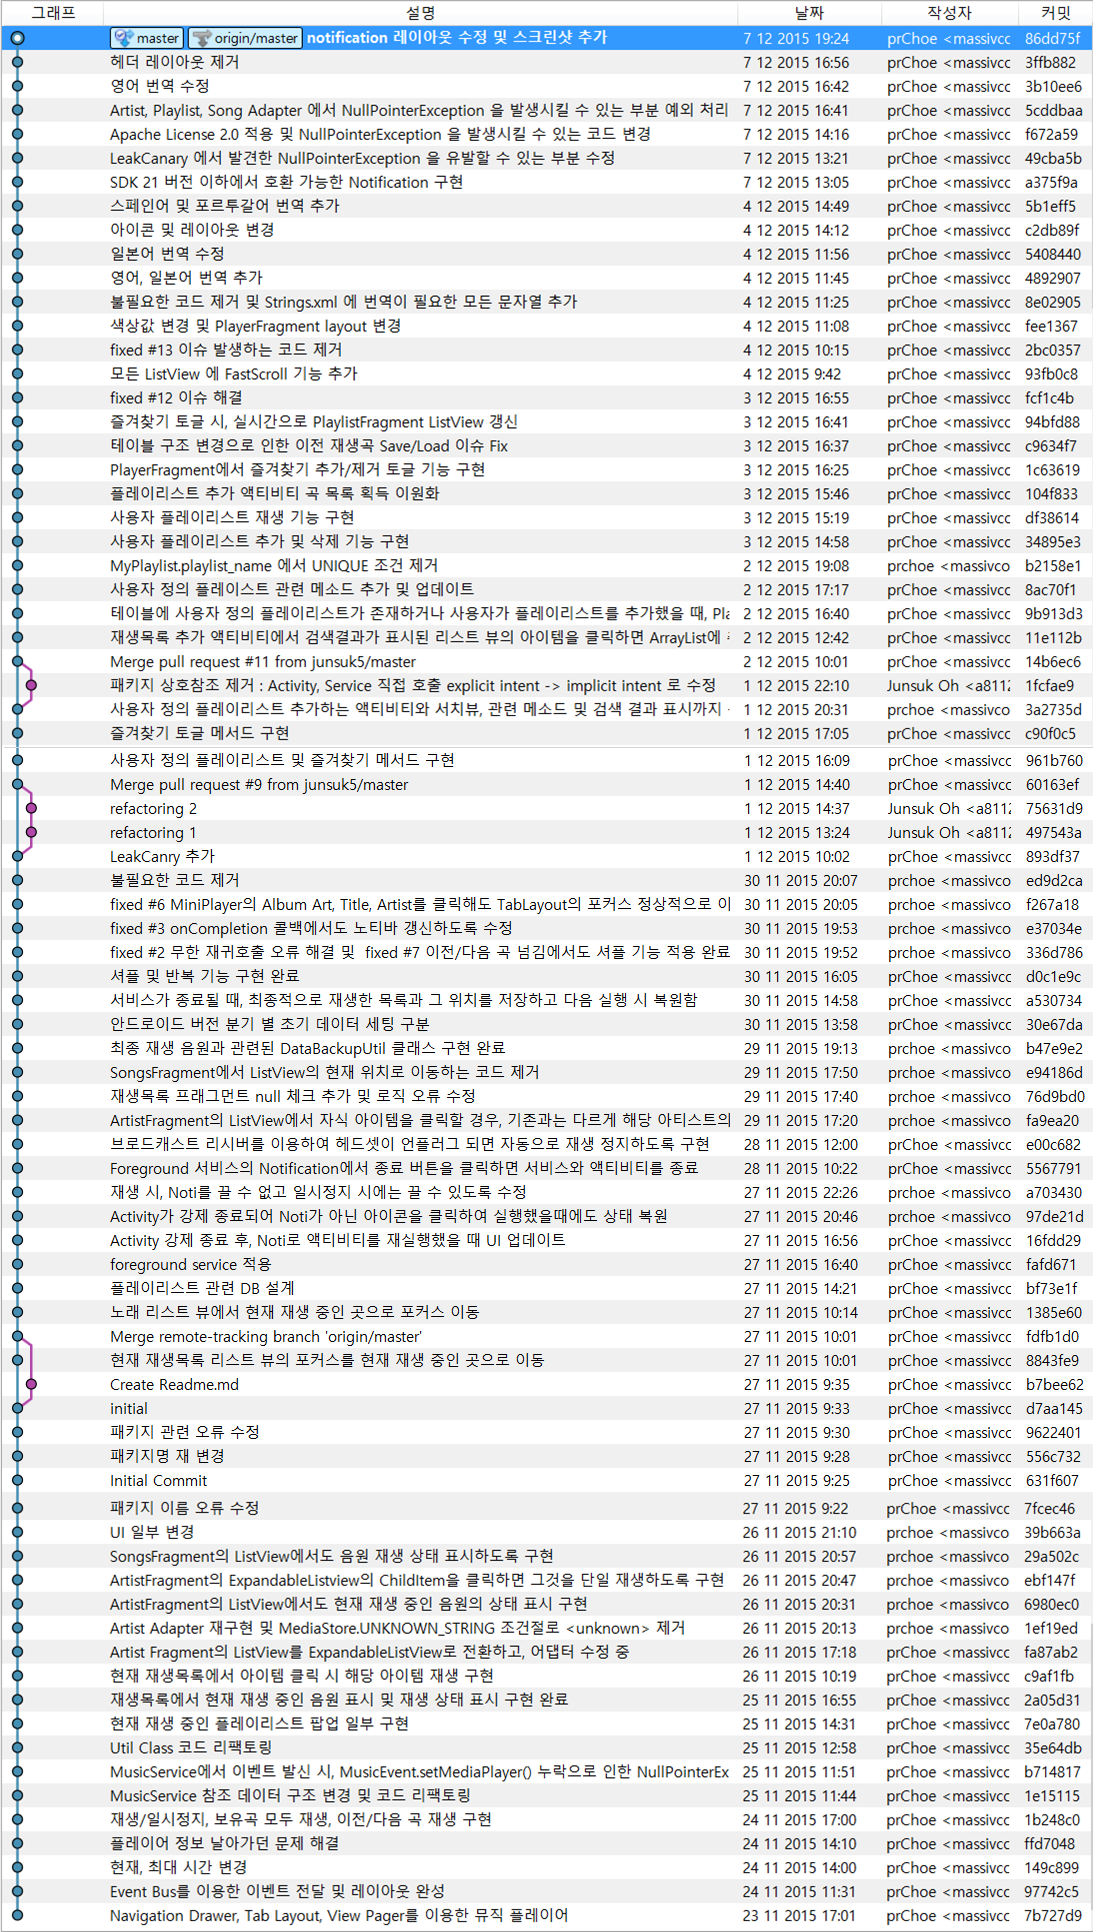 그래프 설명 날짜 작성자 커밋
master origin/master notification 레이아웃 수정 및 스크린샷 추가 7 12 2015 19:24 prChoe <massivcc 86dd75f
헤더 레이아웃 제거 7 12 2015 16:56 prChoe <massivcc 3ffb882
영어 번역 수정 7 12 2015 16:42 prChoe <massivcc 3b10ee6
Artist, Playlist, Song Adapter 에서 NullPointerException 을 발생시킬 수 있는 부분 예외 처리 7 12 2015 16:41 prChoe <massivcc 5cddbaa
Apache License 2.0 적용 및 NullPointerException 을 발생시킬 수 있는 코드 변경 7 12 2015 14:16 prChoe <massivcc f672a59
LeakCanary 에서 발견한 NullPointerException 을 유발할 수 있는 부분 수정 7 12 2015 13:21 prChoe <massivcc 49cba5b
SDK 21 버전 이하에서 호환 가능한 Notification 구현 7 12 2015 13:05 prChoe <massivcc a375f9a
스페인어 및 포르투갈어 번역 추가 4 12 2015 14:49 prChoe <massivcc 5b1eff5
아이콘 및 레이아웃 변경 4 12 2015 14:12 prChoe <massivcc c2db89f
일본어 번역 수정 4 12 2015 11:56 prChoe <massivcc 5408440
영어, 일본어 번역 추가 4 12 2015 11:45 prChoe <massivcc 4892907
불필요한 코드 제거 및 Strings.xml 에 번역이 필요한 모든 문자열 추가 4 12 2015 11:25 prChoe <massivcc 8e02905
색상값 변경 및 PlayerFragment layout 변경 4 12 2015 11:08 prChoe <massivcc fee1367
fixed #13 이슈 발생하는 코드 제거 4 12 2015 10:15 prChoe <massivcc 2bc0357
모든 ListView 에 FastScroll 기능 추가 4 12 2015 9:42 prChoe <massivcc 93fb0c8
fixed #12 이슈 해결 3 12 2015 16:55 prChoe <massivcc fcf1c4b
즐겨찾기 토글 시, 실시간으로 PlaylistFragment ListView 갱신 3 12 2015 16:41 prChoe <massivcc 94bfd88
테이블 구조 변경으로 인한 이전 재생곡 Save/Load 이슈 Fix 3 12 2015 16:37 prChoe <massivcc c9634f7
PlayerFragment에서 즐겨찾기 추가/제거 토글 기능 구현 3 12 2015 16:25 prChoe <massivcc 1c63619
플레이리스트 추가 액티비티 곡 목록 획득 이원화 3 12 2015 15:46 prChoe <massivcc 104f833
사용자 플레이리스트 재생 기능 구현 3 12 2015 15:19 prChoe <massivcc df38614
사용자 플레이리스트 추가 및 삭제 기능 구현 3 12 2015 14:58 prChoe <massivcc 34895e3
MyPlaylist.playlist_name 에서 UNIQUE 조건 제거 2 12 2015 19:08 prchoe <massivco b2158e1
사용자 정의 플레이스트 관련 메소드 추가 및 업데이트 2 12 2015 17:17 prChoe <massivcc 8ac70f1
테이블에 사용자 정의 플레이리스트가 존재하거나 사용자가 플레이리스트를 추가했을 때, Pla 2 12 2015 16:40 prChoe <massivcc 9b913d3
재생목록 추가 액티비티에서 검색결과가 표시된 리스트 뷰의 아이템을 클릭하면 ArrayList에 2 12 2015 12:42 prChoe <massivcc 11e112b
Merge pull request #11 from junsuk5/master 2 12 2015 10:01 prChoe <massivcc 14b6ec6
패키지 상호참조 제거 : Activity, Service 직접 호출 explicit intent -> implicit intent 로 수정 1 12 2015 22:10 Junsuk Oh <a8112 1fcfae9
사용자 정의 플레이리스트 추가하는 액티비티와 서치뷰, 관련 메소드 및 검색 결과 표시까지 1 12 2015 20:31 prchoe <massivco 3a2735d
즐겨찾기 토글 메서드 구현 1 12 2015 17:05 prChoe <massivcc c90f0c5
사용자 정의 플레이리스트 및 즐겨찾기 메서드 구현 1 12 2015 16:09 prChoe <massivcc 961b760
Merge pull request #9 from junsuk5/master 1 12 2015 14:40 prChoe <massivcc 60163ef
refactoring 2 1 12 2015 14:37 Junsuk Oh <a8112 75631d9
refactoring 1 1 12 2015 13:24 Junsuk Oh <a8112 497543a
LeakCanry 추가 1 12 2015 10:02 prChoe <massivcc 893df37
불필요한 코드 제거 30 11 2015 20:07 prchoe <massivco ed9d2ca
fixed #6 MiniPlayer의 Album Art, Title, Artist를 클릭해도 TabLayout의 포커스 정상적으로 이 30 11 2015 20:05 prchoe <massivco f267a18
fixed #3 onCompletion 콜백에서도 노티바 갱신하도록 수정 30 11 2015 19:53 prchoe <massivco e37034e
fixed #2 무한 재귀호출 오류 해결 및 fixed #7 이전/다음 곡 넘김에서도 셔플 기능 적용 완료 30 11 2015 19:52 prchoe <massivco 336d786
셔플 및 반복 기능 구현 완료 30 11 2015 16:05 prChoe <massivcc d0c1e9c
서비스가 종료될 때, 최종적으로 재생한 목록과 그 위치를 저장하고 다음 실행 시 복원함 30 11 2015 14:58 prChoe <massivcc a530734
안드로이드 버전 분기 별 초기 데이터 세팅 구분 30 11 2015 13:58 prChoe <massivcc 30e67da
최종 재생 음원과 관련된 DataBackupUtil 클래스 구현 완료 29 11 2015 19:13 prchoe <massivco b47e9e2
SongsFragment에서 ListView의 현재 위치로 이동하는 코드 제거 29 11 2015 17:50 prchoe <massivco e94186d
재생목록 프래그먼트 null 체크 추가 및 로직 오류 수정 29 11 2015 17:40 prchoe <massivco 76d9bd0
ArtistFragment의 ListView에서 자식 아이템을 클릭할 경우, 기존과는 다르게 해당 아티스트의 29 11 2015 17:20 prchoe <massivco fa9ea20
브로드캐스트 리시버를 이용하여 헤드셋이 언플러그 되면 자동으로 재생 정지하도록 구현 28 11 2015 12:00 prChoe <massivcc e00c682
Foreground 서비스의 Notification에서 종료 버튼을 클릭하면 서비스와 액티비티를 종료 28 11 2015 10:22 prChoe <massivcc 5567791
재생 시, Noti를 끌 수 없고 일시정지 시에는 끌 수 있도록 수정 27 11 2015 22:26 prchoe <massivco a703430
Activity가 강제 종료되어 Noti가 아닌 아이콘을 클릭하여 실행했을때에도 상태 복원 27 11 2015 20:46 prchoe <massivco 97de21d
Activity 강제 종료 후, Noti로 액티비티를 재실행했을 때 UI 업데이트 27 11 2015 16:56 prChoe <massivcc 16fdd29
foreground service 적용 27 11 2015 16:40 prChoe <massivcc fafd671
플레이리스트 관련 DB 설계 27 11 2015 14:21 prChoe <massivcc bf73e1f
노래 리스트 뷰에서 현재 재생 중인 곳으로 포커스 이동 27 11 2015 10:14 prChoe <massivcc 1385e60
Merge remote-tracking branch 'origin/master' 27 11 2015 10:01 prChoe <massivcc fdfb1d0
현재 재생목록 리스트 뷰의 포커스를 현재 재생 중인 곳으로 이동 27 11 2015 10:01 prChoe <massivcc 8843fe9
Create Readme.md 27 11 2015 9:35 prChoe <massivcc b7bee62
initial 27 11 2015 9:33 prChoe <massivcc d7aa145
패키지 관련 오류 수정 27 11 2015 9:30 prChoe <massivcc 9622401
패키지명 재 변경 27 11 2015 9:28 prChoe <massivcc 556c732
Initial Commit 27 11 2015 9:25 prChoe <massivcc 631f607
패키지 이름 오류 수정 27 11 2015 9:22 prChoe <massivcc 7fcec46
UI 일부 변경 26 11 2015 21:10 prchoe <massivco 39b663a
SongsFragment의 ListView에서도 음원 재생 상태 표시하도록 구현 26 11 2015 20:57 prchoe <massivco 29a502c
ArtistFragment의 ExpandableListview의 ChildItem을 클릭하면 그것을 단일 재생하도록 구현 26 11 2015 20:47 prchoe <massivco ebf147f
ArtistFragment의 ListView에서도 현재 재생 중인 음원의 상태 표시 구현 26 11 2015 20:31 prchoe <massivco 6980ec0
Artist Adapter 재구현 및 MediaStore.UNKNOWN_STRING 조건절로 <unknown> 제거 26 11 2015 20:13 prchoe <massivco 1ef19ed
Artist Fragment의 ListView를 ExpandableListView로 전환하고, 어댑터 수정 중 26 11 2015 17:18 prChoe <massivcc fa87ab2
현재 재생목록에서 아이템 클릭 시 해당 아이템 재생 구현 26 11 2015 10:19 prChoe <massivcc c9af1fb
재생목록에서 현재 재생 중인 음원 표시 및 재생 상태 표시 구현 완료 25 11 2015 16:55 prChoe <massivcc 2a05d31
현재 재생 중인 플레이리스트 팝업 일부 구현 25 11 2015 14:31 prChoe <massivcc 7e0a780
Util Class 코드 리팩토링 25 11 2015 12:58 prChoe <massivcc 35e64db
MusicService에서 이벤트 발신 시, MusicEvent.setMediaPlayer() 누락으로 인한 NullPointerEx 25 11 2015 11:51 prChoe <massivcc b714817
MusicService 참조 데이터 구조 변경 및 코드 리팩토링 25 11 2015 11:44 prChoe <massivcc 1e15115
재생/일시정지, 보유곡 모두 재생, 이전/다음 곡 재생 구현 24 11 2015 17:00 prChoe <massivcc 1b248c0
플레이어 정보 날아가던 문제 해결 24 11 2015 14:10 prChoe <massivcc ffd7048
현재, 최대 시간 변경 24 11 2015 14:00 prChoe <massivcc 149c899
Event Bus를 이용한 이벤트 전달 및 레이아웃 완성 24 11 2015 11:31 prChoe <massivcc 97742c5
Navigation Drawer, Tab Layout, View Pager를 이용한 뮤직 플레이어 23 11 2015 17:01 prChoe <massivcc 7b727d9